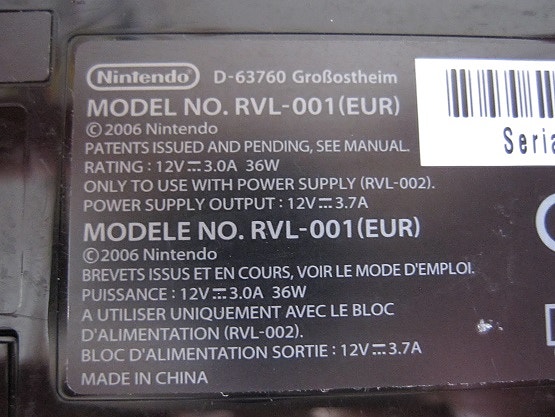 Nintendo D-63760 Großostheim
MODEL NO. RVL-001(EUR)
©2006 Nintendo
PATENTS ISSUED AND PENDING, SEE MANUAL.
RATING : 12V⎓3.0A 36W
ONLY TO USE WITH POWER SUPPLY (RVL-002).
POWER SUPPLY OUTPUT : 12V⎓3.7A
MODELE NO. RVL-001(EUR)
©2006 Nintendo
BREVETS ISSUS ET EN COURS, VOIR LE MODE D'EMPLOI.
PUISSANCE : 12V⎓3.0A 36W
A UTILISER UNIQUEMENT AVEC LE BLOC
D'ALIMENTATION (RVL-002).
BLOC D'ALIMENTATION SORTIE : 12V⎓3.7A
MADE IN CHINA
Seria